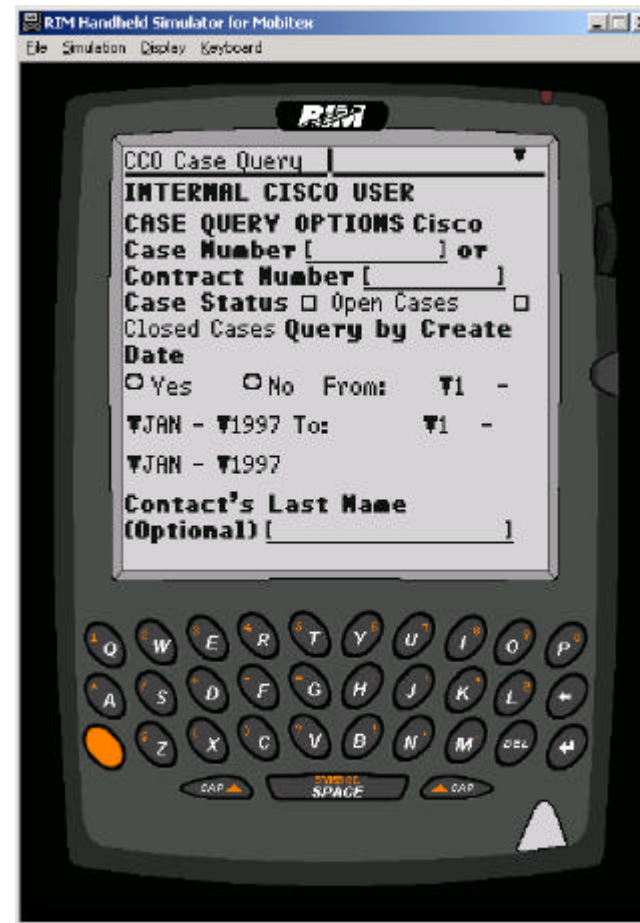 RIM Handheld Simulator for Mobitex
File Simulation Display Keyboard
RIM
CCO Case Query
INTERNAL CISCO USER
CASE QUERY OPTIONS Cisco
Case Number [ ] or
Contract Number [ ]
Case Status □ Open Cases □
Closed Cases Query by Create
Date
Yes No From: ▼1 -
▼JAN - ▼1997 To: ▼1 -
▼JAN - ▼1997
Contact's Last Name
(Optional) [ ]
Q W E R T Y U I O P
A S D F G H J K L
Z X C V B N M DEL
CAP SYMBOL CAP
SPACE